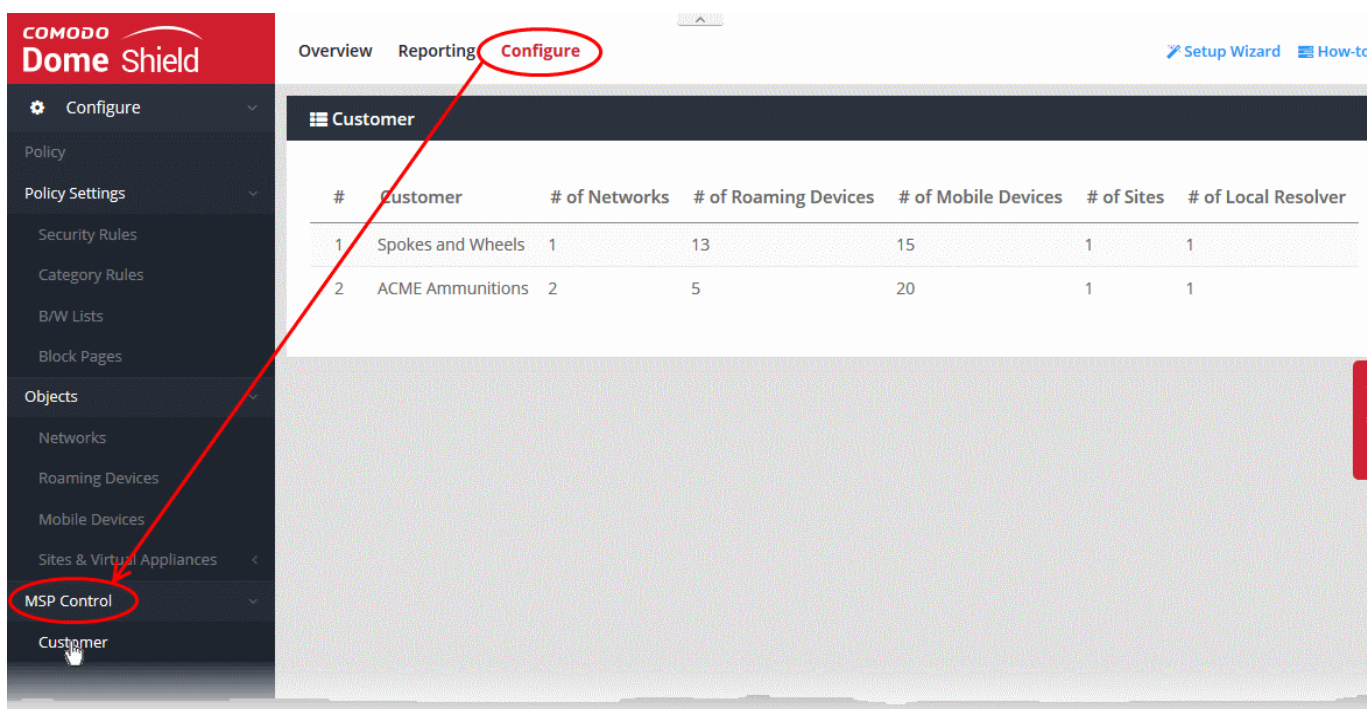 COMODO
Dome Shield
Overview Reporting Configure
Setup Wizard How-to
Configure
Customer
Policy
Policy Settings
# Customer # of Networks # of Roaming Devices # of Mobile Devices # of Sites # of Local Resolver
Security Rules
1 Spokes and Wheels 1 13 15 1 1
Category Rules
2 ACME Ammunitions 2 5 20 1 1
B/W Lists
Block Pages
Objects
Networks
Roaming Devices
Mobile Devices
Sites & Virtual Appliances
MSP Control
Customer